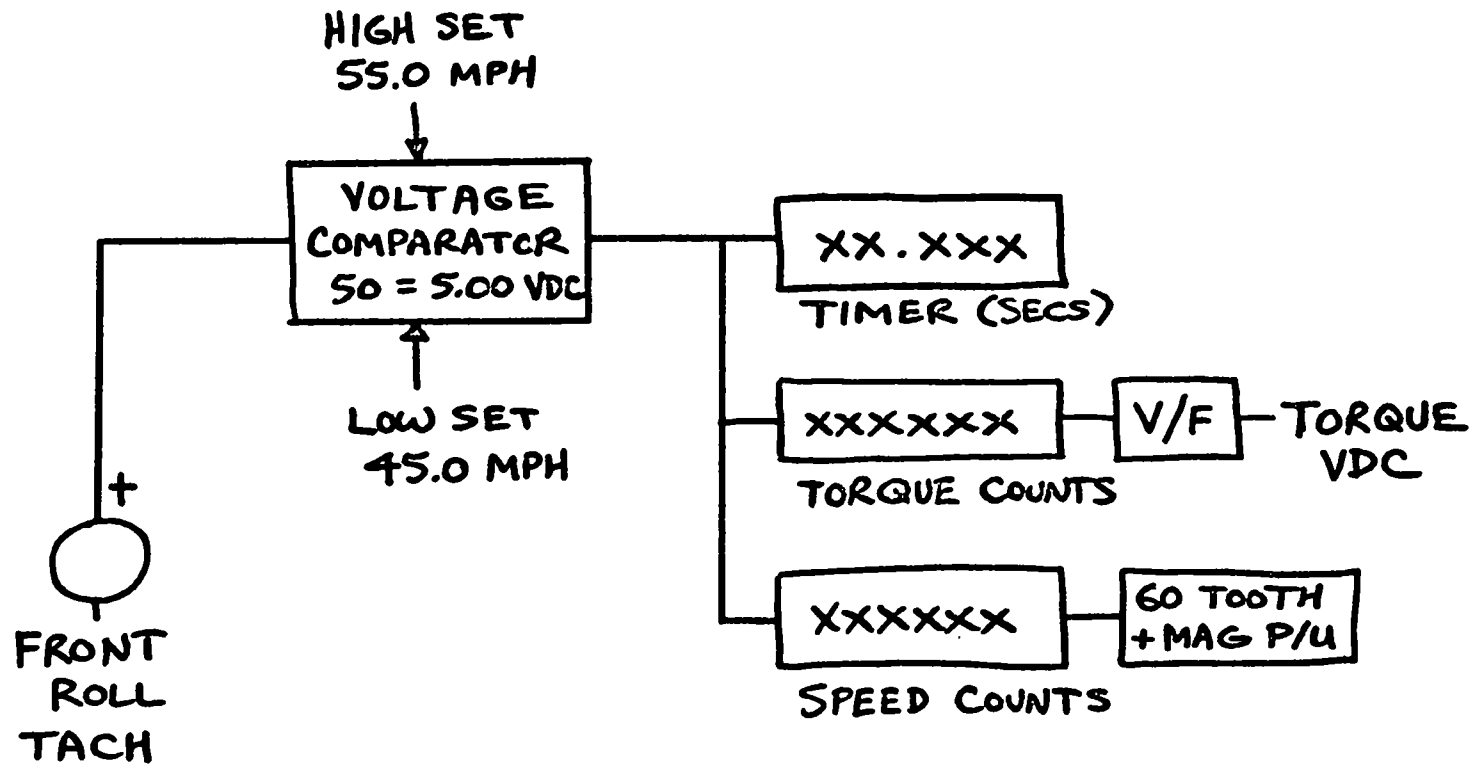 HIGH SET
55.0 MPH
VOLTAGE
COMPARATOR
50 = 5.00 VDC
LOW SET
45.0 MPH
+
FRONT
ROLL
TACH
XX.XXX
TIMER (SECS)
XXXXXX
TORQUE COUNTS
V/F
TORQUE
VDC
XXXXXX
SPEED COUNTS
60 TOOTH
+ MAG P/U